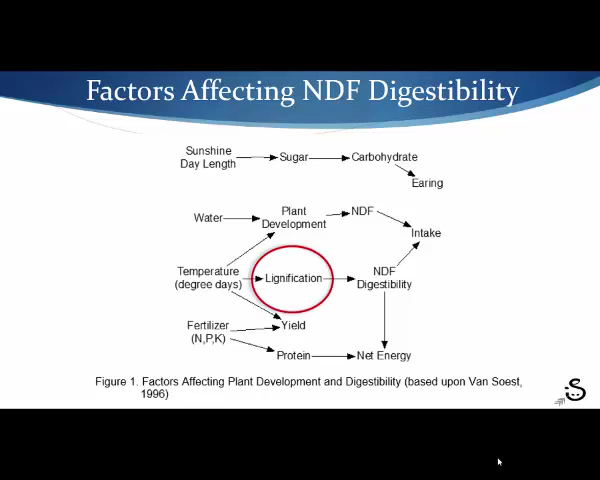 Factors Affecting NDF Digestibility
Sunshine
Day Length
Sugar
Carbohydrate
Earing
Water
Plant
Development
NDF
Intake
Temperature
(degree days)
Lignification
NDF
Digestibility
Fertilizer
(N,P,K)
Yield
Protein
Net Energy
Figure 1. Factors Affecting Plant Development and Digestibility (based upon Van Soest,
1996)